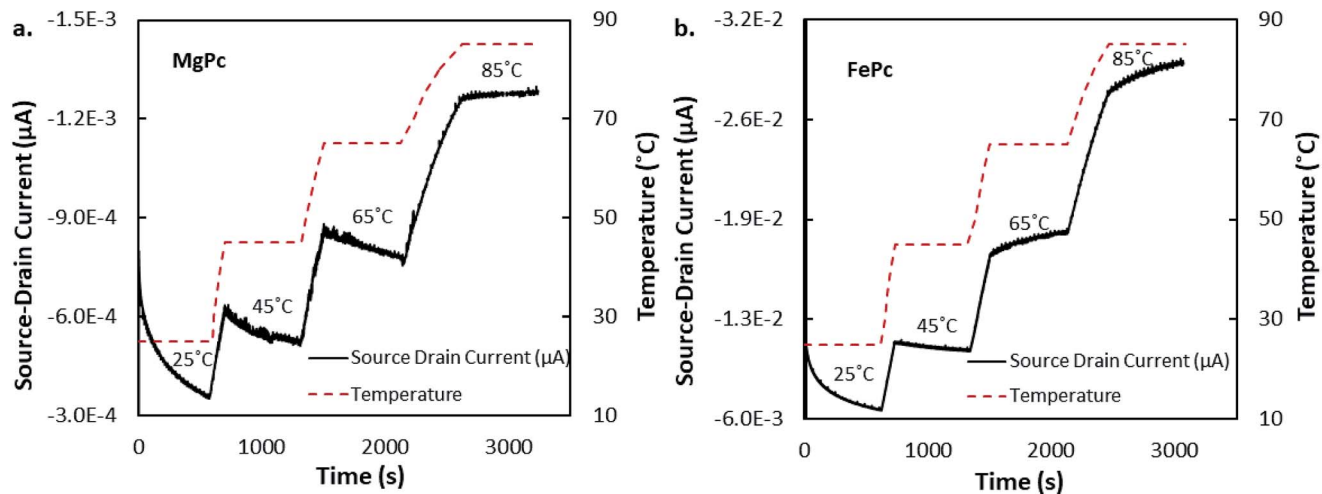 a.
MgPc
-1.5E-3
-1.2E-3
-9.0E-4
-6.0E-4
-3.0E-4
Source-Drain Current (µA)
90
70
50
30
10
Temperature (˚C)
25˚C
45˚C
65˚C
85˚C
Source Drain Current (µA)
Temperature
0
1000
2000
3000
Time (s)
b.
FePc
-3.2E-2
-2.6E-2
-1.9E-2
-1.3E-2
-6.0E-3
Source-Drain Current (µA)
90
70
50
30
10
Temperature (˚C)
25˚C
45˚C
65˚C
85˚C
Source Drain Current (µA)
Temperature
0
1000
2000
3000
Time (s)